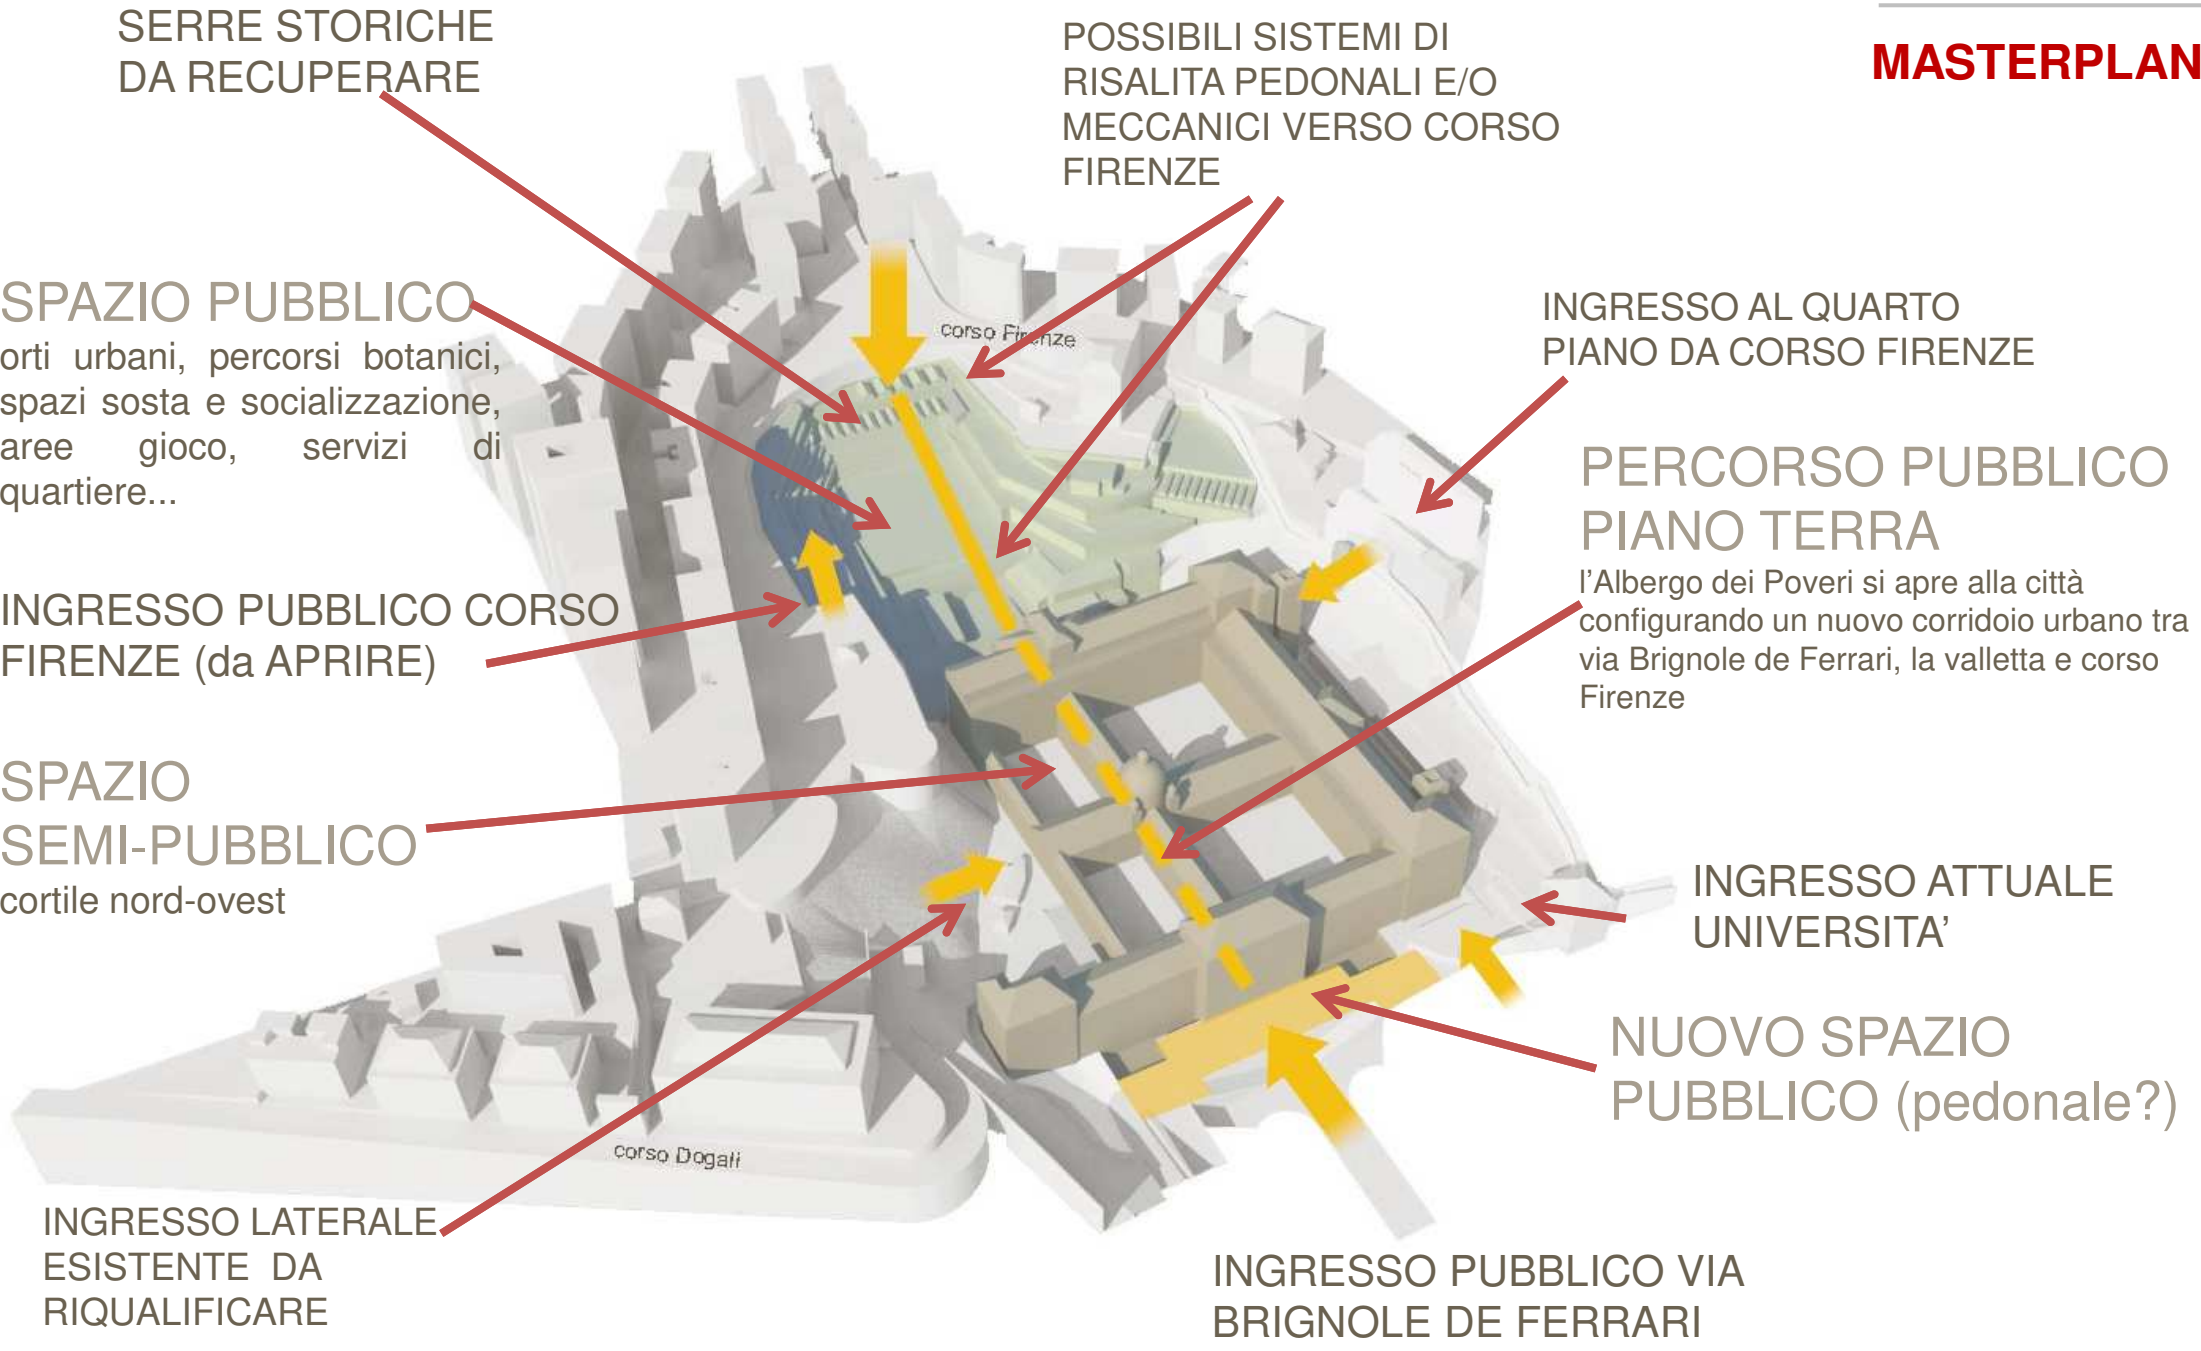 SERRE STORICHE
DA RECUPERARE
POSSIBILI SISTEMI DI
RISALITA PEDONALI E/O
MECCANICI VERSO CORSO
FIRENZE
MASTERPLAN
SPAZIO PUBBLICO
orti urbani, percorsi botanici,
spazi sosta e socializzazione,
aree gioco, servizi di
quartiere...
corso Firenze
INGRESSO AL QUARTO
PIANO DA CORSO FIRENZE
PERCORSO PUBBLICO
PIANO TERRA
l'Albergo dei Poveri si apre alla città
configurando un nuovo corridoio urbano tra
via Brignole de Ferrari, la valletta e corso
Firenze
INGRESSO PUBBLICO CORSO
FIRENZE (da APRIRE)
SPAZIO
SEMI-PUBBLICO
cortile nord-ovest
INGRESSO ATTUALE
UNIVERSITA'
NUOVO SPAZIO
PUBBLICO (pedonale?)
corso Dogali
INGRESSO LATERALE
ESISTENTE DA
RIQUALIFICARE
INGRESSO PUBBLICO VIA
BRIGNOLE DE FERRARI